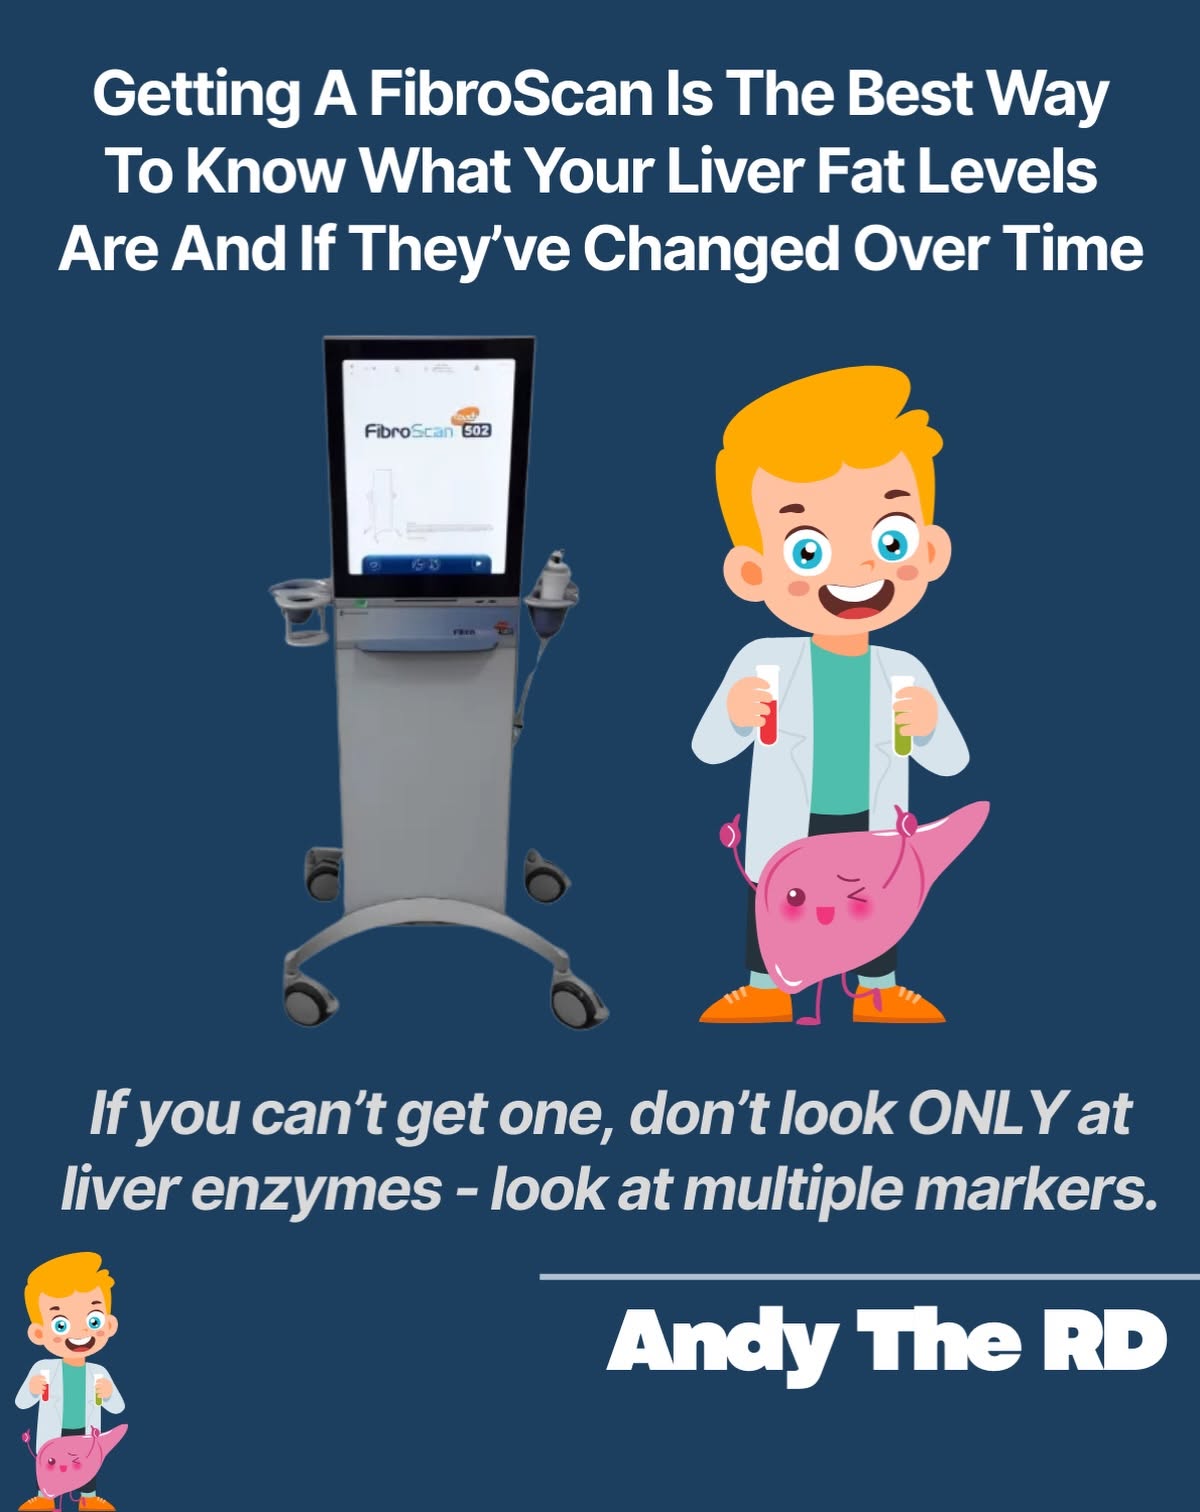 Getting A FibroScan Is The Best Way
To Know What Your Liver Fat Levels
Are And If They’ve Changed Over Time
touch
FibroScan 502
If you can’t get one, don’t look ONLY at
liver enzymes - look at multiple markers.
Andy The RD